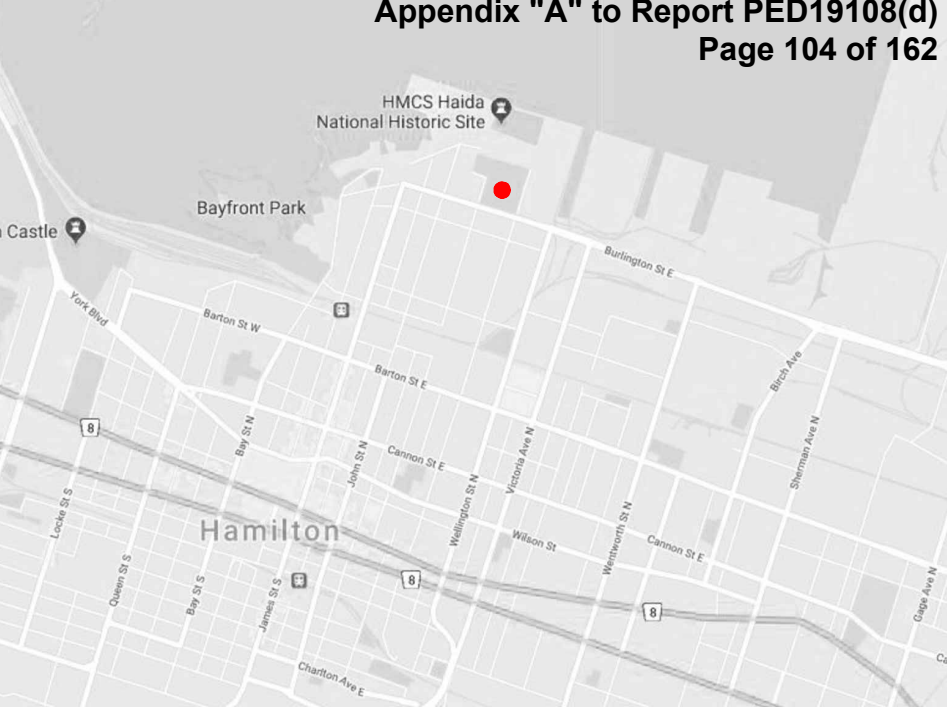 Appendix "A" to Report PED19108(d)
Page 104 of 162
HMCS Haida
National Historic Site
Bayfront Park
Castle
Burlington St E
York Blvd
Barton St W
Barton St E
Birch Ave
8
Bay St N
John St N
Cannon St E
Victoria Ave N
Sherman Ave N
Wellington St N
Locke St S
Hamilton
Wilson St
Wentworth St N
Cannon St E
Queen St S
Bay St S
James St S
8
8
Gage Ave N
Charlton Ave E